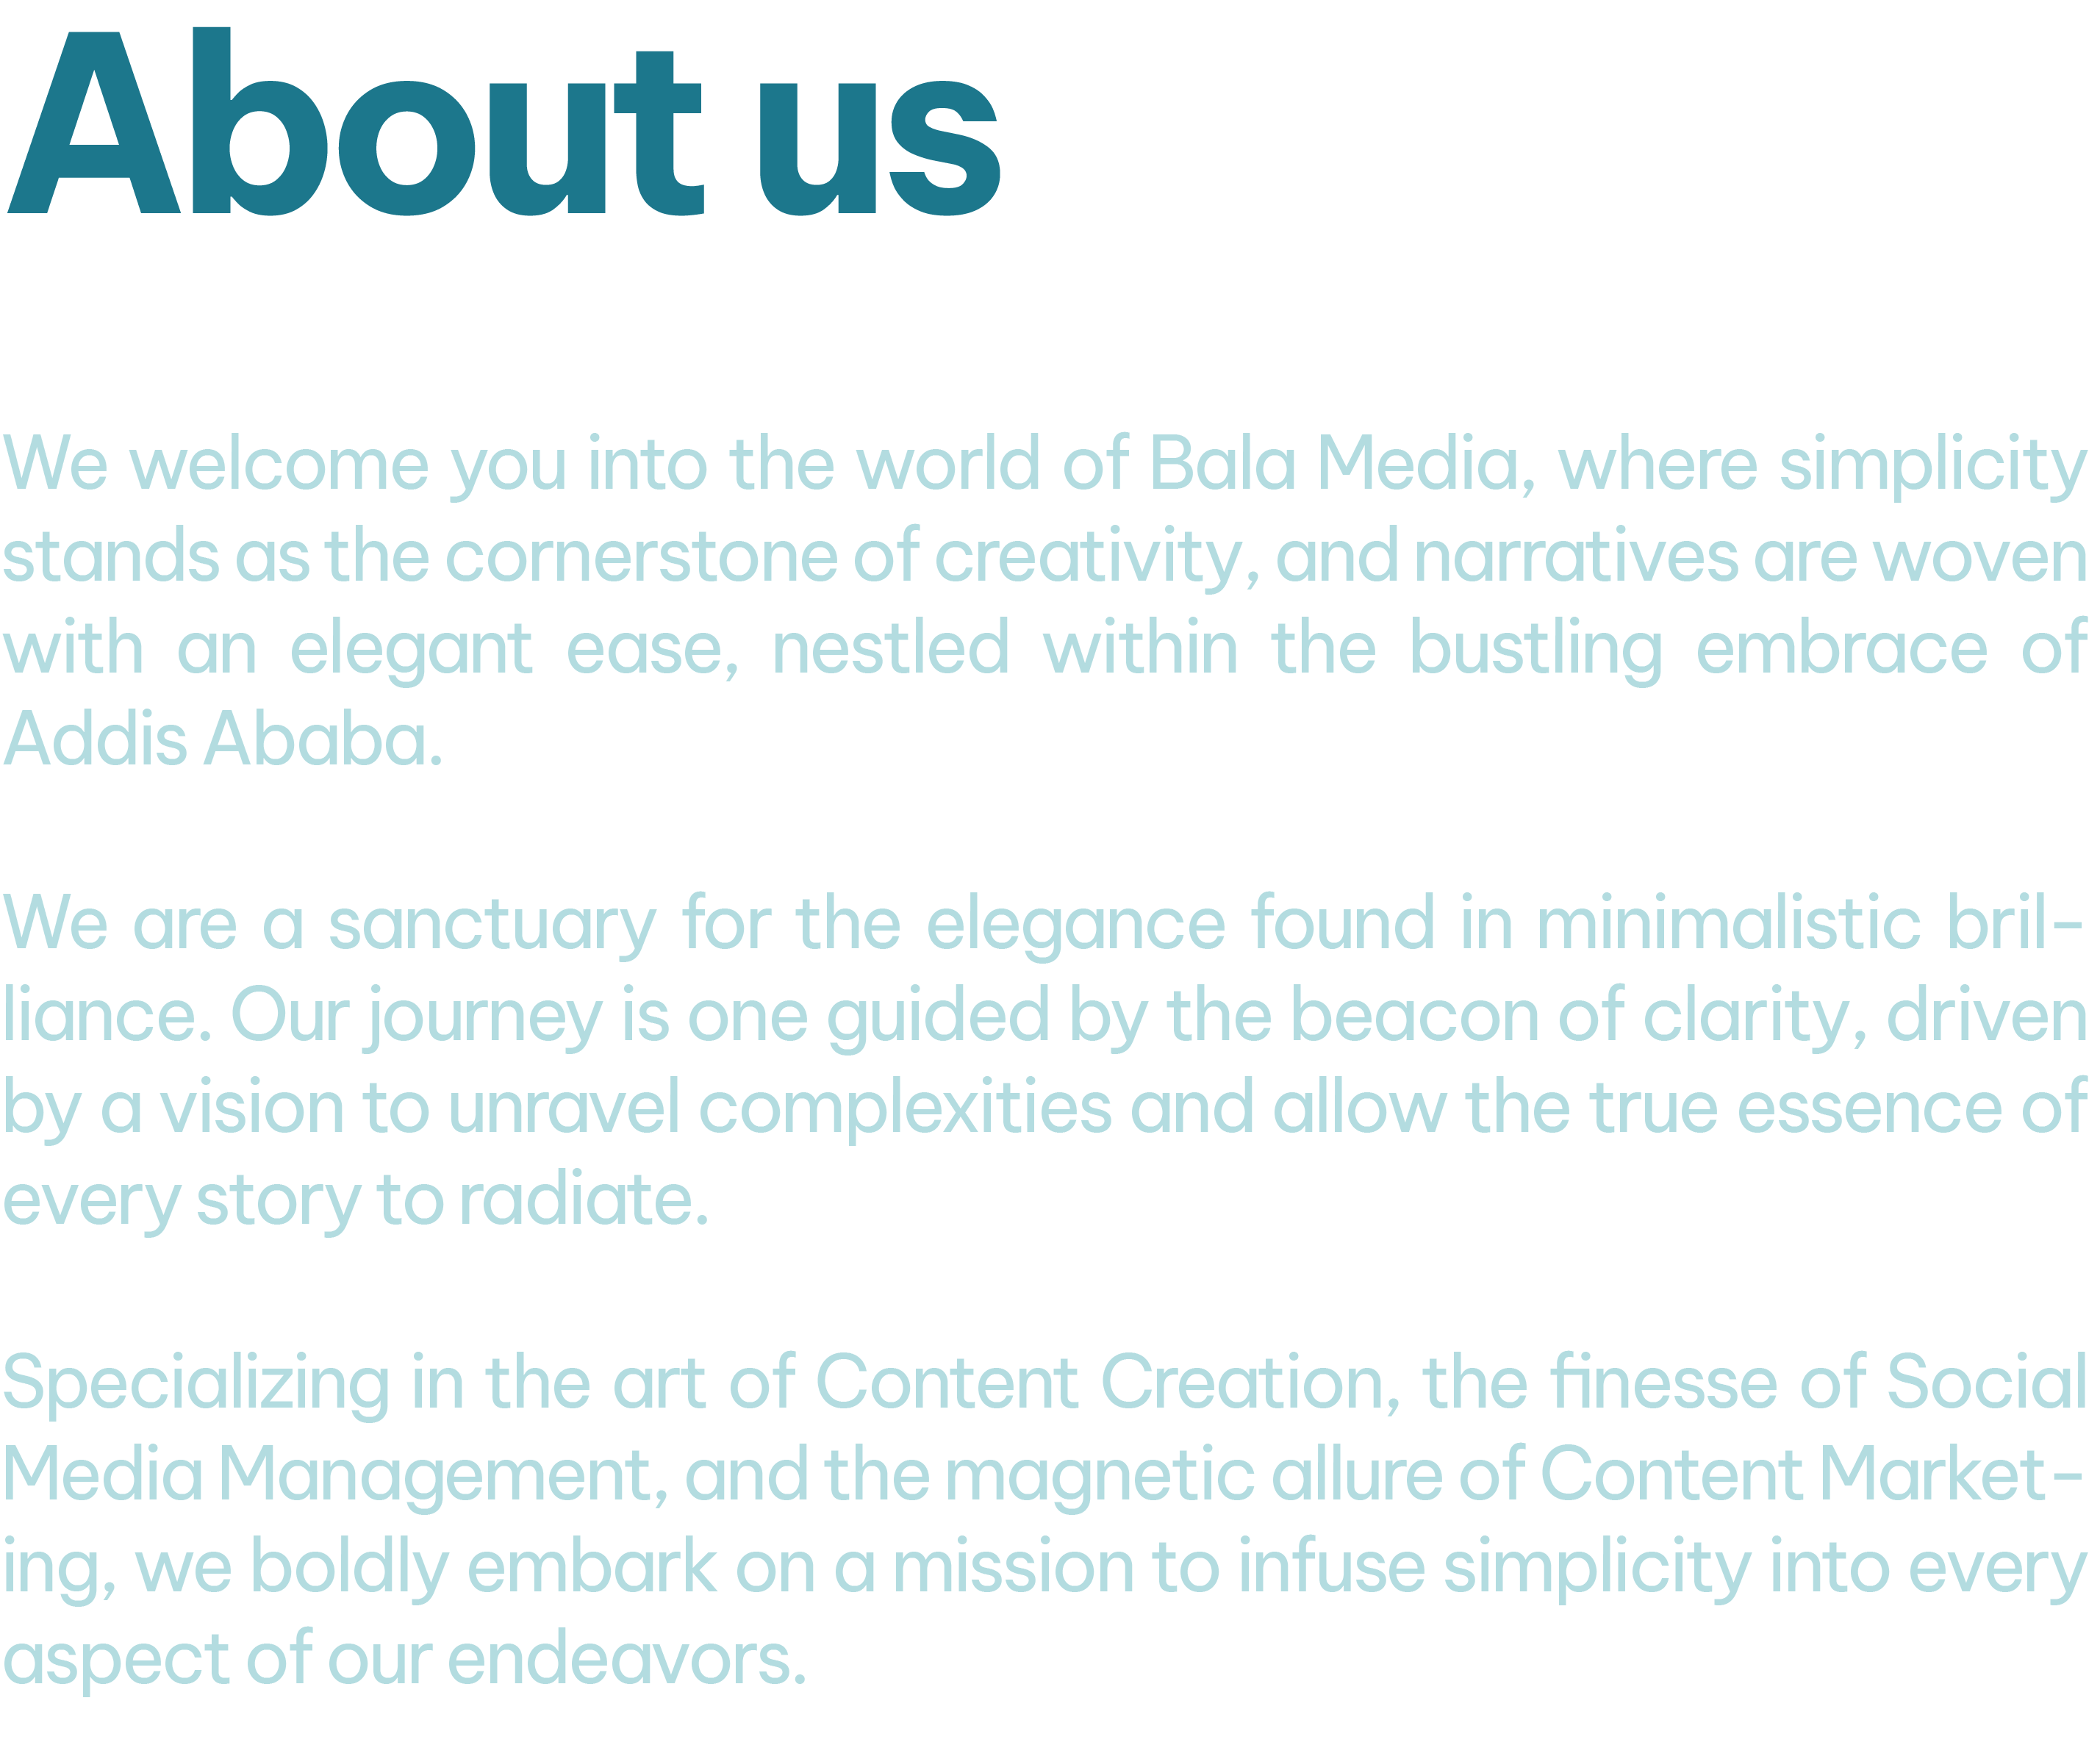 About us
We welcome you into the world of Bala Media, where simplicity
stands as the cornerstone of creativity, and narratives are woven
with an elegant ease, nestled within the bustling embrace of
Addis Ababa.
We are a sanctuary for the elegance found in minimalistic bril-
liance. Our journey is one guided by the beacon of clarity, driven
by a vision to unravel complexities and allow the true essence of
every story to radiate.
Specializing in the art of Content Creation, the finesse of Social
Media Management, and the magnetic allure of Content Market-
ing, we boldly embark on a mission to infuse simplicity into every
aspect of our endeavors.